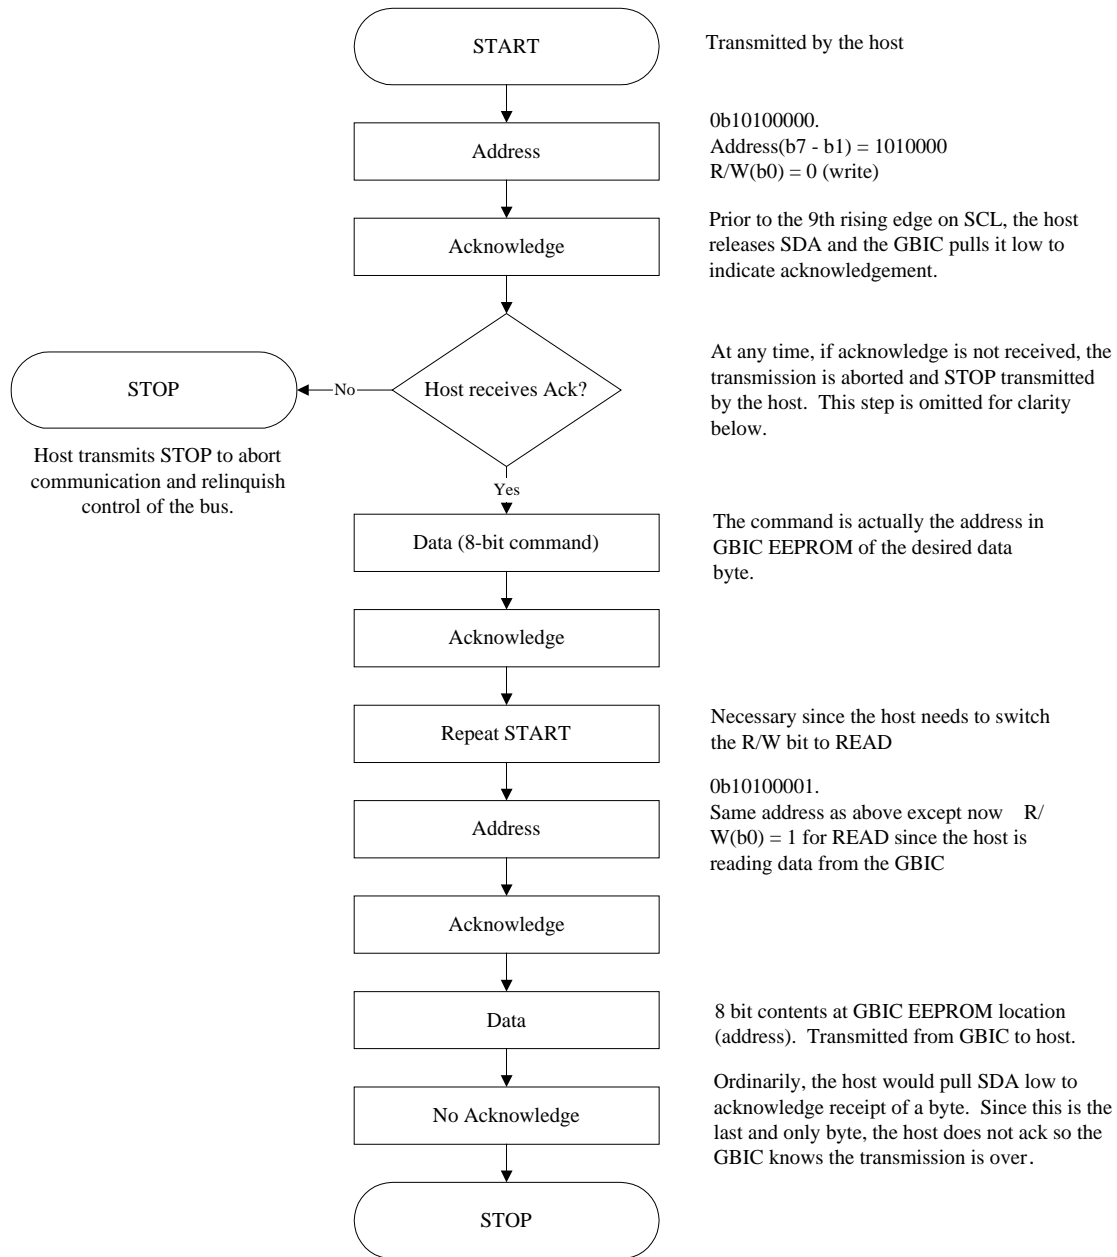 START
Transmitted by the host
Address
0b10100000.
Address(b7 - b1) = 1010000
R/W(b0) = 0 (write)
Acknowledge
Prior to the 9th rising edge on SCL, the host
releases SDA and the GBIC pulls it low to
indicate acknowledgement.
Host receives Ack?
At any time, if acknowledge is not received, the
transmission is aborted and STOP transmitted
by the host.  This step is omitted for clarity
below.
No
STOP
Host transmits STOP to abort
communication and relinquish
control of the bus.
Yes
Data (8-bit command)
The command is actually the address in
GBIC EEPROM of the desired data
byte.
Acknowledge
Repeat START
Necessary since the host needs to switch
the R/W bit to READ
Address
0b10100001.
Same address as above except now    R/
W(b0) = 1 for READ since the host is
reading data from the GBIC
Acknowledge
Data
8 bit contents at GBIC EEPROM location
(address).  Transmitted from GBIC to host.
No Acknowledge
Ordinarily, the host would pull SDA low to
acknowledge receipt of a byte.  Since this is the
last and only byte, the host does not ack so the
GBIC knows the transmission is over.
STOP